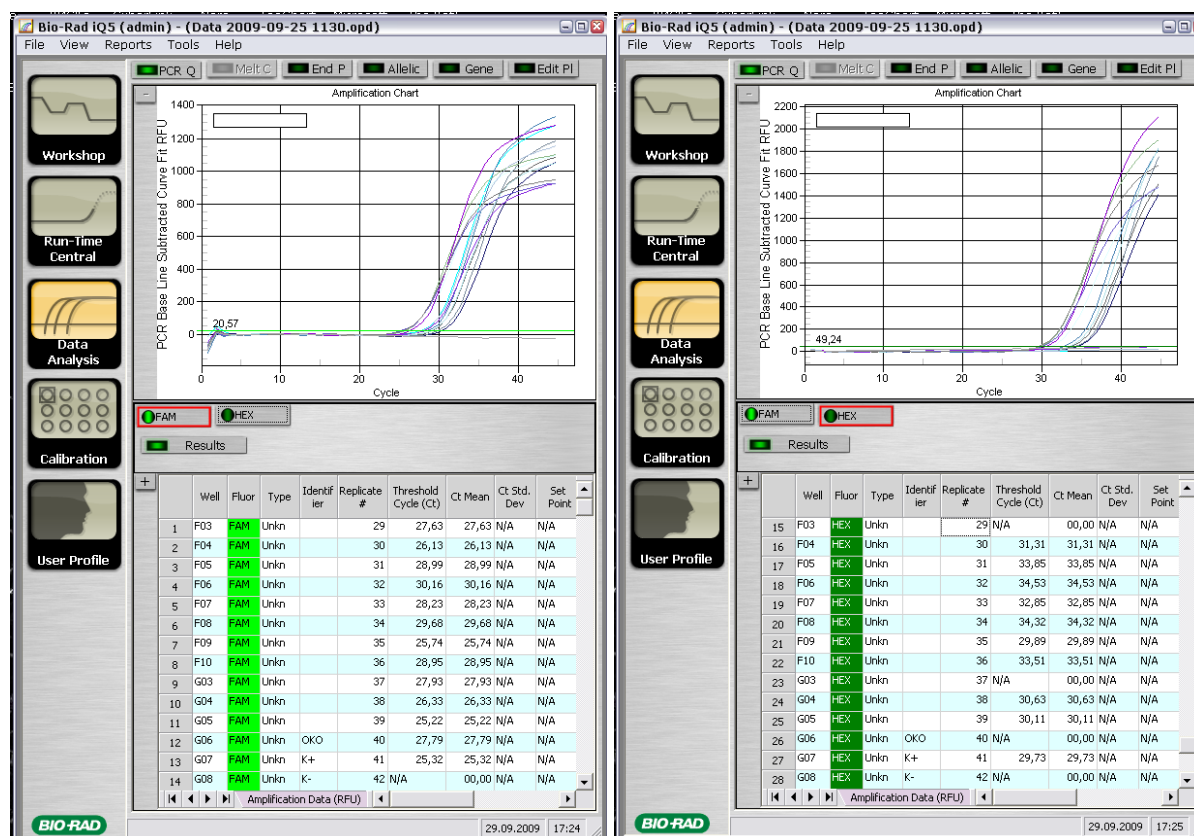 Bio-Rad iQ5 (admin) - (Data 2009-09-25 1130.opd)
File View Reports Tools Help
PCR Q Melt C End P Allelic Gene Edit Pl
Workshop
Run-Time
Central
Data
Analysis
Calibration
User Profile
BIO-RAD
Amplification Chart
PCR Base Line Subtracted Curve Fit RFU
1400
1200
1000
800
600
400
200
0
20,57
0 10 20 30 40
Cycle
FAM HEX
Results
Well Fluor Type Identif ier Replicate # Threshold Cycle (Ct) Ct Mean Ct Std. Dev Set Point
1 F03 FAM Unkn 29 27,63 27,63 N/A N/A
2 F04 FAM Unkn 30 26,13 26,13 N/A N/A
3 F05 FAM Unkn 31 28,99 28,99 N/A N/A
4 F06 FAM Unkn 32 30,16 30,16 N/A N/A
5 F07 FAM Unkn 33 28,23 28,23 N/A N/A
6 F08 FAM Unkn 34 29,68 29,68 N/A N/A
7 F09 FAM Unkn 35 25,74 25,74 N/A N/A
8 F10 FAM Unkn 36 28,95 28,95 N/A N/A
9 G03 FAM Unkn 37 27,93 27,93 N/A N/A
10 G04 FAM Unkn 38 26,33 26,33 N/A N/A
11 G05 FAM Unkn 39 25,22 25,22 N/A N/A
12 G06 FAM Unkn OKO 40 27,79 27,79 N/A N/A
13 G07 FAM Unkn K+ 41 25,32 25,32 N/A N/A
14 G08 FAM Unkn K- 42 N/A 00,00 N/A N/A
Amplification Data (RFU)
29.09.2009 17:24
Bio-Rad iQ5 (admin) - (Data 2009-09-25 1130.opd)
File View Reports Tools Help
PCR Q Melt C End P Allelic Gene Edit Pl
Workshop
Run-Time
Central
Data
Analysis
Calibration
User Profile
BIO-RAD
Amplification Chart
PCR Base Line Subtracted Curve Fit RFU
2200
2000
1800
1600
1400
1200
1000
800
600
400
200
0
49,24
0 10 20 30 40
Cycle
FAM HEX
Results
Well Fluor Type Identif ier Replicate # Threshold Cycle (Ct) Ct Mean Ct Std. Dev Set Point
15 F03 HEX Unkn 29 N/A 00,00 N/A N/A
16 F04 HEX Unkn 30 31,31 31,31 N/A N/A
17 F05 HEX Unkn 31 33,85 33,85 N/A N/A
18 F06 HEX Unkn 32 34,53 34,53 N/A N/A
19 F07 HEX Unkn 33 32,85 32,85 N/A N/A
20 F08 HEX Unkn 34 34,32 34,32 N/A N/A
21 F09 HEX Unkn 35 29,89 29,89 N/A N/A
22 F10 HEX Unkn 36 33,51 33,51 N/A N/A
23 G03 HEX Unkn 37 N/A 00,00 N/A N/A
24 G04 HEX Unkn 38 30,63 30,63 N/A N/A
25 G05 HEX Unkn 39 30,11 30,11 N/A N/A
26 G06 HEX Unkn OKO 40 N/A 00,00 N/A N/A
27 G07 HEX Unkn K+ 41 29,73 29,73 N/A N/A
28 G08 HEX Unkn K- 42 N/A 00,00 N/A N/A
Amplification Data (RFU)
29.09.2009 17:25